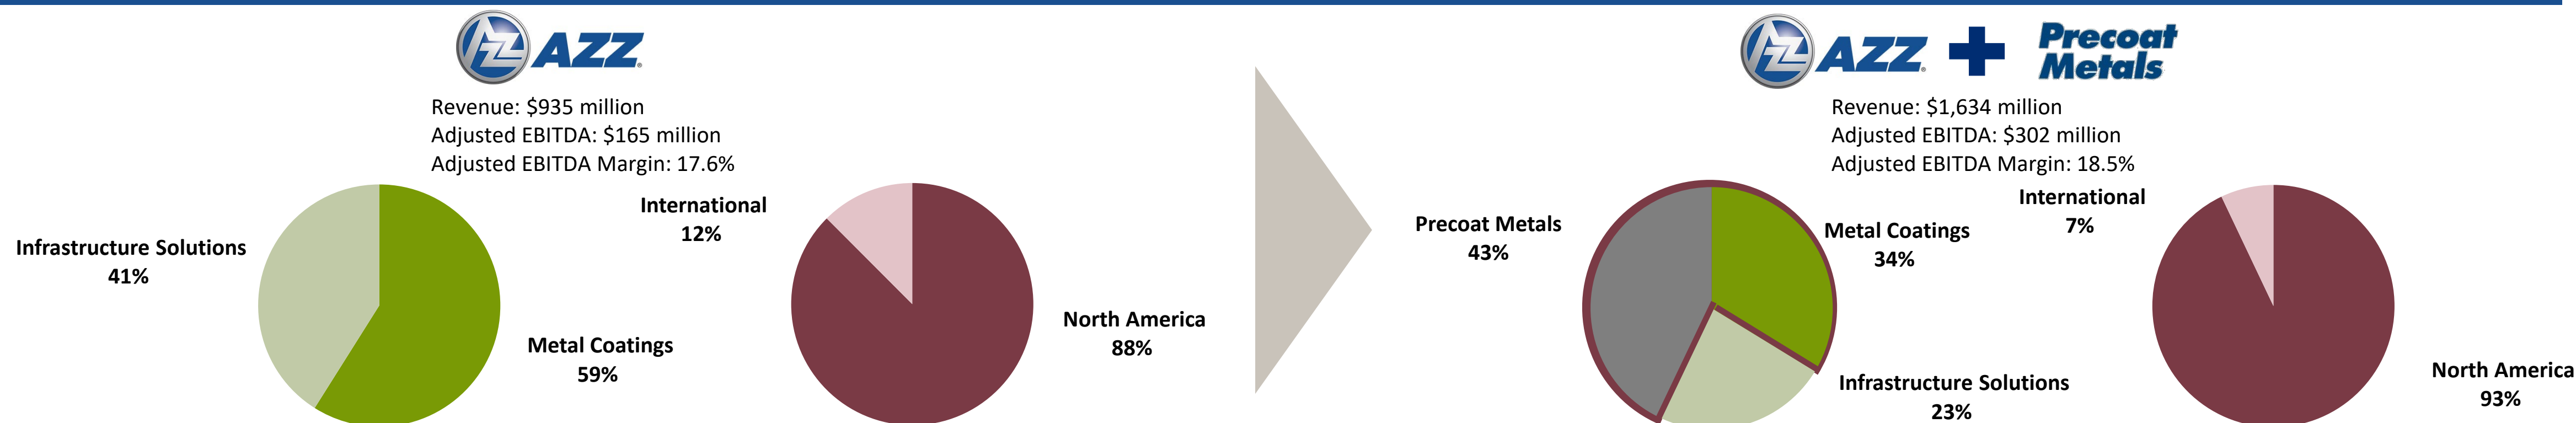 AZZ
Revenue: $935 million
Adjusted EBITDA: $165 million
Adjusted EBITDA Margin: 17.6%
Infrastructure Solutions
41%
Metal Coatings
59%
International
12%
North America
88%
AZZ
Precoat
Metals
Revenue: $1,634 million
Adjusted EBITDA: $302 million
Adjusted EBITDA Margin: 18.5%
Precoat Metals
43%
Metal Coatings
34%
Infrastructure Solutions
23%
International
7%
North America
93%